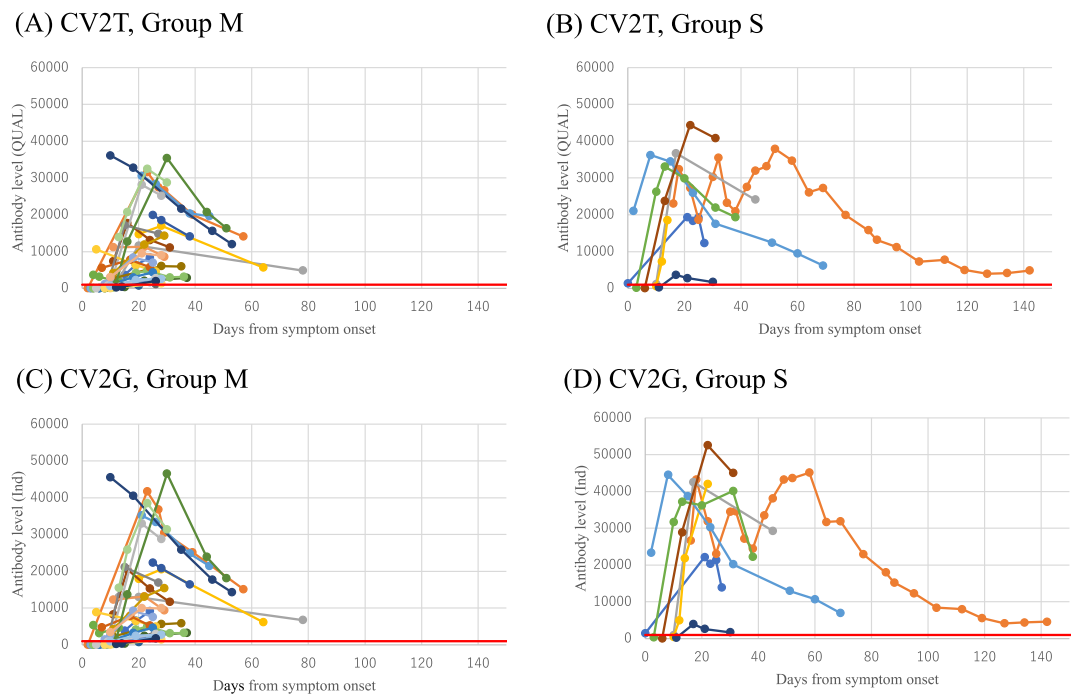 (A) CV2T, Group M
60000
50000
40000
30000
20000
10000
0
Antibody level (QUAL)
0 20 40 60 80 100 120 140
Days from symptom onset
(B) CV2T, Group S
60000
50000
40000
30000
20000
10000
0
Antibody level (QUAL)
0 20 40 60 80 100 120 140
Days from symptom onset
(C) CV2G, Group M
60000
50000
40000
30000
20000
10000
0
Antibody level (Ind)
0 20 40 60 80 100 120 140
Days from symptom onset
(D) CV2G, Group S
60000
50000
40000
30000
20000
10000
0
Antibody level (Ind)
0 20 40 60 80 100 120 140
Days from symptom onset